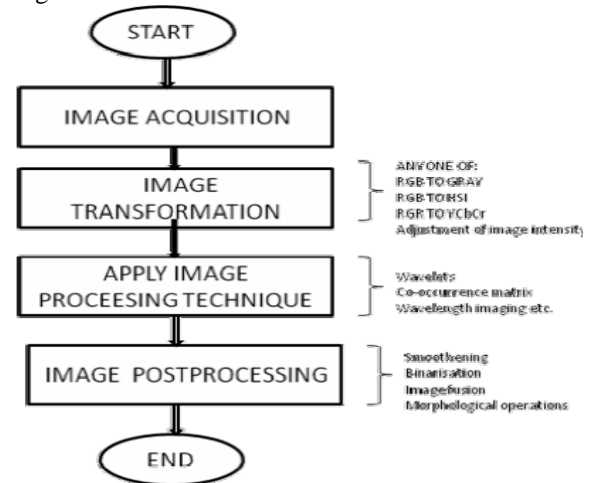 START
IMAGE ACQUISITION
IMAGE
TRANSFORMATION
ANYONE OF:
RGB TO GRAY
RGB TO HSI
RGB TO YCbCr
Adjustment of image intensity
APPLY IMAGE
PROCEESING TECHNIQUE
Wavelets
Co-occurrence matrix
Wavelength imaging etc.
IMAGE POSTPROCESSING
Smoothening
Binarisation
Imagefusion
Morphological operations
END